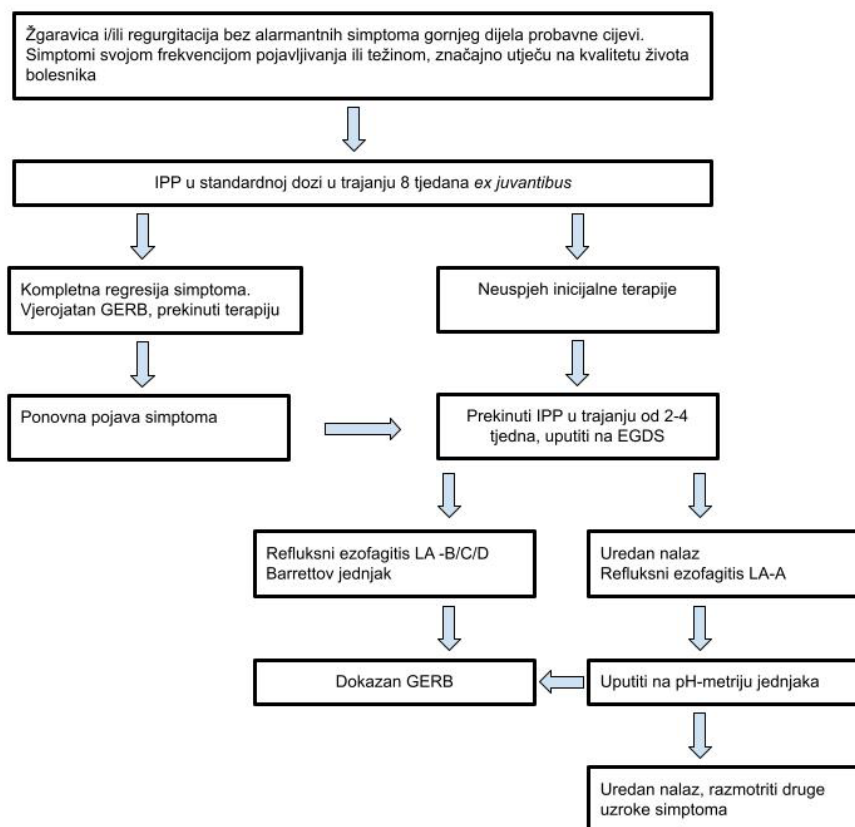 Žgaravica i/ili regurgitacija bez alarmantnih simptoma gornjeg dijela probavne cijevi.
Simptomi svojom frekvencijom pojavljivanja ili težinom, značajno utječu na kvalitetu života
bolesnika
IPP u standardnoj dozi u trajanju 8 tjedana ex juvantibus
Kompletna regresija simptoma.
Vjerojatan GERB, prekinuti terapiju
Neuspjeh inicijalne terapije
Ponovna pojava simptoma
Prekinuti IPP u trajanju od 2-4
tjedna, uputiti na EGDS
Refluksni ezofagitis LA -B/C/D
Barrettov jednjak
Uredan nalaz
Refluksni ezofagitis LA-A
Dokazan GERB
Uputiti na pH-metriju jednjaka
Uredan nalaz, razmotriti druge
uzroke simptoma